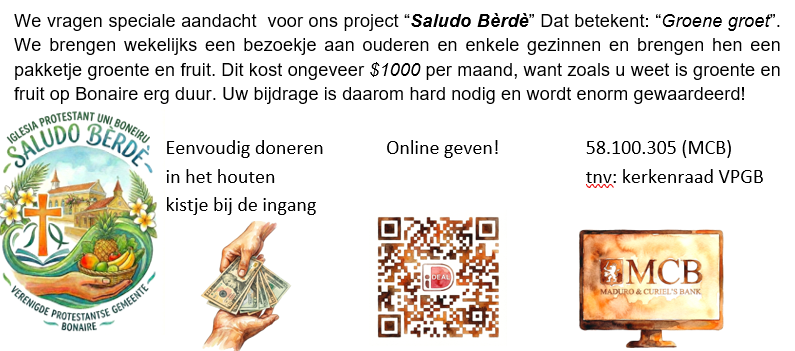 We vragen speciale aandacht voor ons project “Saludo Bèrdè” Dat betekent: “Groene groet”.
We brengen wekelijks een bezoekje aan ouderen en enkele gezinnen en brengen hen een
pakketje groente en fruit. Dit kost ongeveer $1000 per maand, want zoals u weet is groente en
fruit op Bonaire erg duur. Uw bijdrage is daarom hard nodig en wordt enorm gewaardeerd!
IGLESIA PROTESTANT UNI BONEIRU
SALUDO BÈRDÈ
VERENIGDE PROTESTANTSE GEMEENTE
BONAIRE
Eenvoudig doneren
in het houten
kistje bij de ingang
Online geven!
iDEAL
58.100.305 (MCB)
tnv: kerkenraad VPGB
MCB
MADURO & CURIEL'S BANK